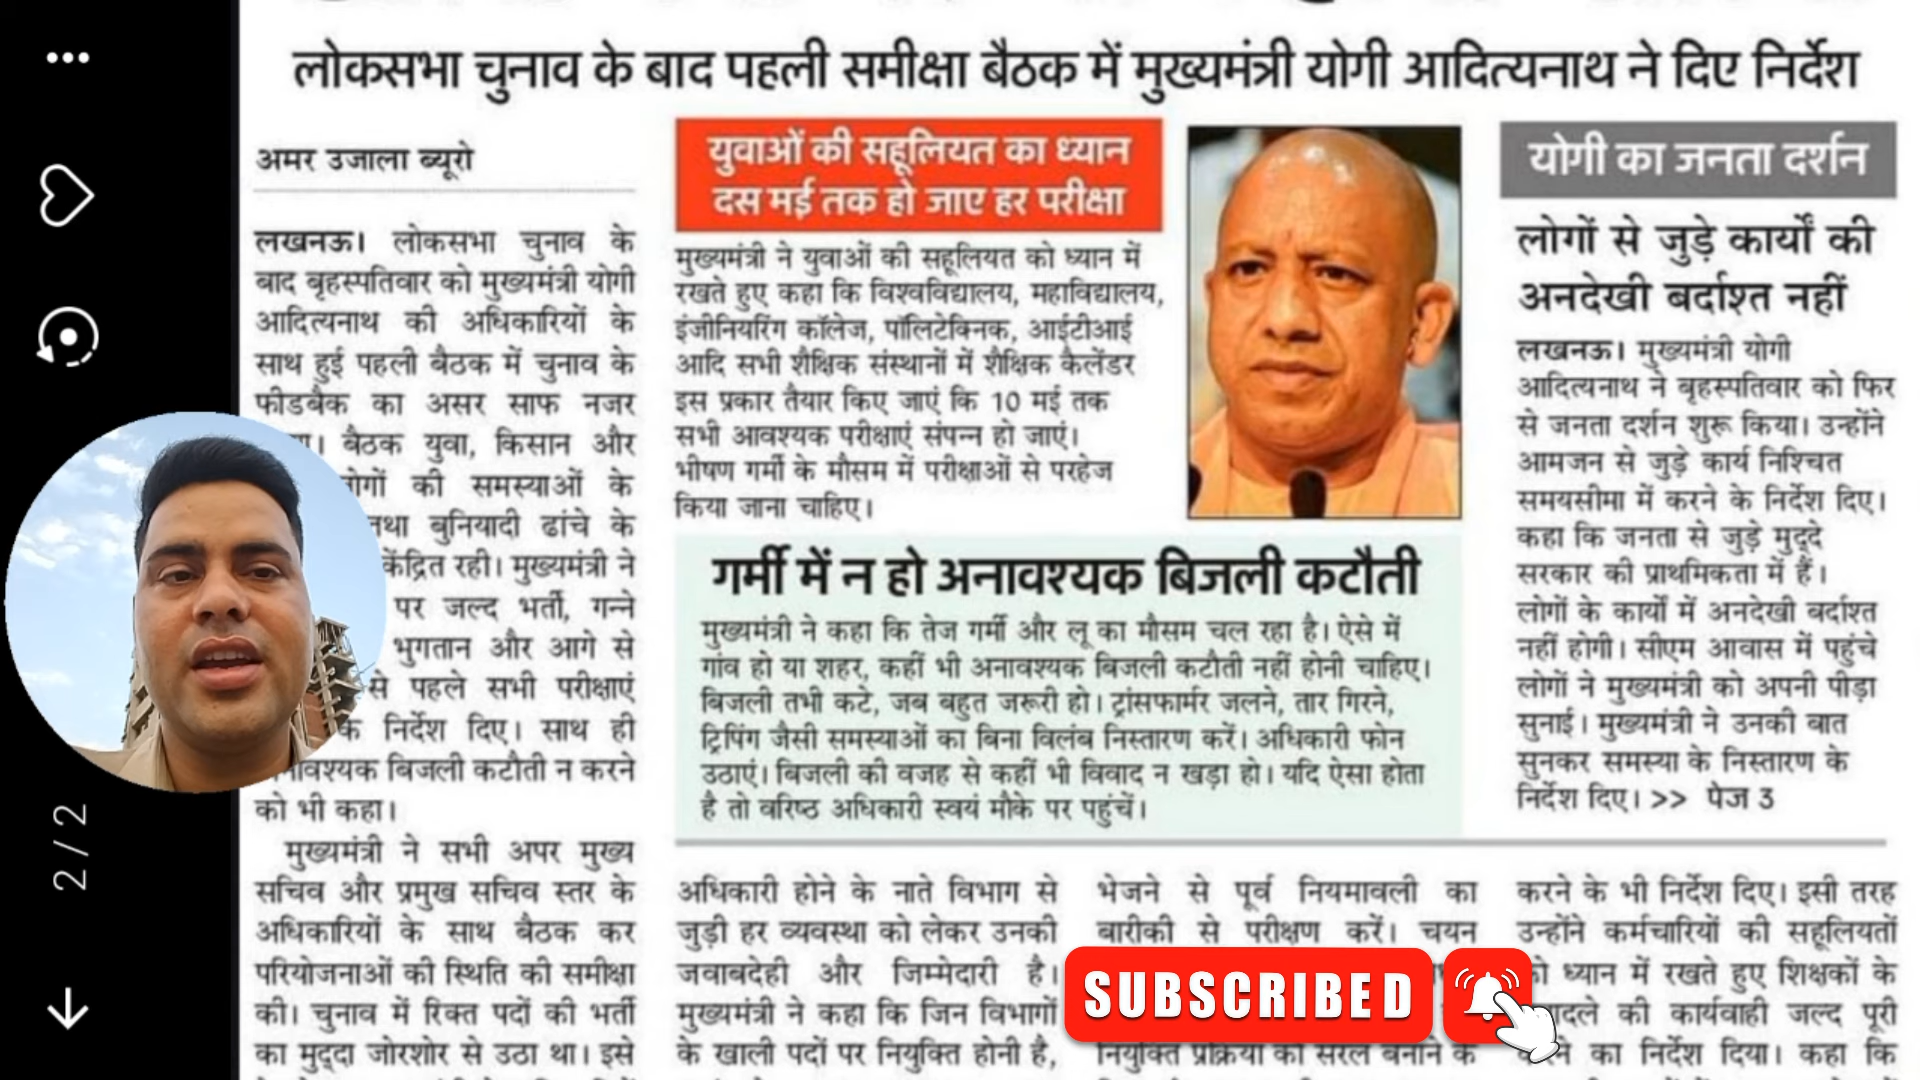 लोकसभा चुनाव के बाद पहली समीक्षा बैठक में मुख्यमंत्री योगी आदित्यनाथ ने दिए निर्देश
अमर उजाला ब्यूरो
लखनऊ। लोकसभा चुनाव के
बाद बृहस्पतिवार को मुख्यमंत्री योगी
आदित्यनाथ की अधिकारियों के
साथ हुई पहली बैठक में चुनाव के
फीडबैक का असर साफ नजर
बैठक युवा, किसान और
की समस्याओं के
बुनियादी ढांचे के
केंद्रित रही। मुख्यमंत्री ने
पर जल्द भर्ती, गन्ने
भुगतान और आगे से
से पहले सभी परीक्षाएं
के निर्देश दिए। साथ ही
बिजली कटौती न करने
को भी कहा।
मुख्यमंत्री ने सभी अपर मुख्य
सचिव और प्रमुख सचिव स्तर के
अधिकारियों के साथ बैठक कर
परियोजनाओं की स्थिति की समीक्षा
की। चुनाव में रिक्त पदों की भर्ती
का मुद्दा जोरशोर से उठा था। इसे
युवाओं की सहूलियत का ध्यान
दस मई तक हो जाए हर परीक्षा
मुख्यमंत्री ने युवाओं की सहूलियत को ध्यान में
रखते हुए कहा कि विश्वविद्यालय, महाविद्यालय,
इंजीनियरिंग कॉलेज, पॉलिटेक्निक, आईटीआई
आदि सभी शैक्षिक संस्थानों में शैक्षिक कैलेंडर
इस प्रकार तैयार किए जाएं कि 10 मई तक
सभी आवश्यक परीक्षाएं संपन्न हो जाएं।
भीषण गर्मी के मौसम में परीक्षाओं से परहेज
किया जाना चाहिए।
गर्मी में न हो अनावश्यक बिजली कटौती
मुख्यमंत्री ने कहा कि तेज गर्मी और लू का मौसम चल रहा है। ऐसे में
गांव हो या शहर, कहीं भी अनावश्यक बिजली कटौती नहीं होनी चाहिए।
बिजली तभी कटे, जब बहुत जरूरी हो। ट्रांसफार्मर जलने, तार गिरने,
ट्रिपिंग जैसी समस्याओं का बिना विलंब निस्तारण करें। अधिकारी फोन
उठाएं। बिजली की वजह से कहीं भी विवाद न खड़ा हो। यदि ऐसा होता
है तो वरिष्ठ अधिकारी स्वयं मौके पर पहुंचें।
योगी का जनता दर्शन
लोगों से जुड़े कार्यों की
अनदेखी बर्दाश्त नहीं
लखनऊ। मुख्यमंत्री योगी
आदित्यनाथ ने बृहस्पतिवार को फिर
से जनता दर्शन शुरू किया। उन्होंने
आमजन से जुड़े कार्य निश्चित
समयसीमा में करने के निर्देश दिए।
कहा कि जनता से जुड़े मुद्दे
सरकार की प्राथमिकता में हैं।
लोगों के कार्यों में अनदेखी बर्दाश्त
नहीं होगी। सीएम आवास में पहुंचे
लोगों ने मुख्यमंत्री को अपनी पीड़ा
सुनाई। मुख्यमंत्री ने उनकी बात
सुनकर समस्या के निस्तारण के
निर्देश दिए। >> पेज 3
अधिकारी होने के नाते विभाग से
जुड़ी हर व्यवस्था को लेकर उनकी
जवाबदेही और जिम्मेदारी है।
मुख्यमंत्री ने कहा कि जिन विभागों
के खाली पदों पर नियुक्ति होनी है,
भेजने से पूर्व नियमावली का
बारीकी से परीक्षण करें। चयन
नियुक्ति प्रक्रिया को सरल बनाने के
करने के भी निर्देश दिए। इसी तरह
उन्होंने कर्मचारियों की सहूलियतों
को ध्यान में रखते हुए शिक्षकों के
की कार्यवाही जल्द पूरी
का निर्देश दिया। कहा कि
SUBSCRIBED
2 / 2